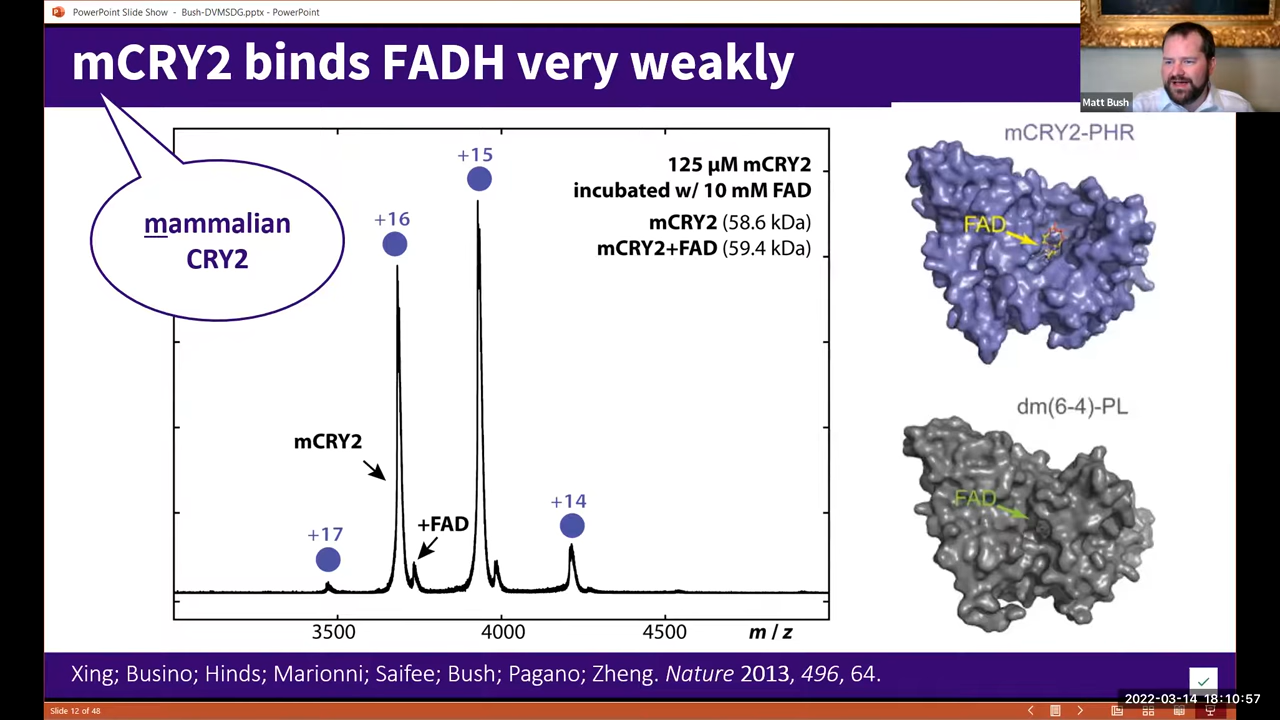 PowerPoint Slide Show - Bush-DVMSDG.pptx - PowerPoint
mCRY2 binds FADH very weakly
Matt Bush
mammalian
CRY2
+15
+16
+17
+14
125 µM mCRY2
incubated w/ 10 mM FAD
mCRY2 (58.6 kDa)
mCRY2+FAD (59.4 kDa)
mCRY2
+FAD
3500
4000
4500
m / z
mCRY2-PHR
FAD
dm(6-4)-PL
FAD
Xing; Busino; Hinds; Marionni; Saifee; Bush; Pagano; Zheng. Nature 2013, 496, 64.
2022-03-14 18:10:57
Slide 12 of 48